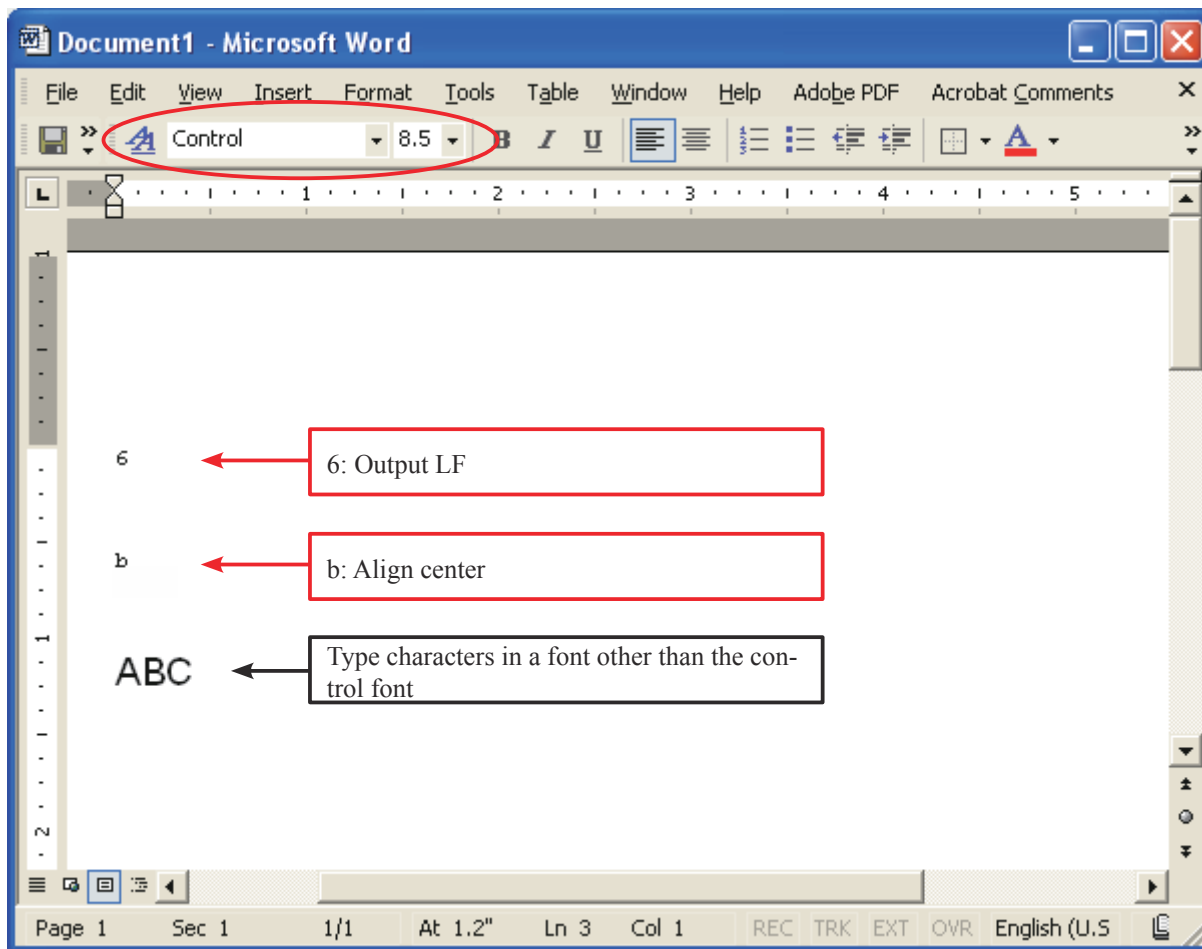 Document1 - Microsoft Word
File Edit View Insert Format Tools Table Window Help Adobe PDF Acrobat Comments
Control 8.5 B I U A
L 1 2 3 4 5
1
6
6: Output LF
b
b: Align center
1
ABC
Type characters in a font other than the con-
trol font
2
Page 1 Sec 1 1/1 At 1.2" Ln 3 Col 1 REC TRK EXT OVR English (U.S